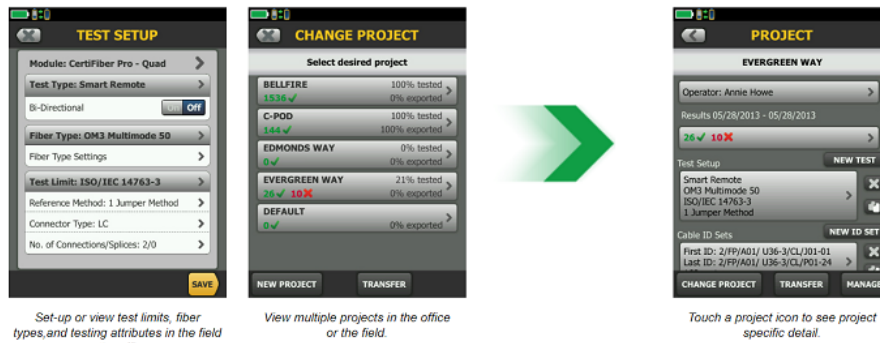 TEST SETUP
Module: CertiFiber Pro - Quad
Test Type: Smart Remote
Bi-Directional
On Off
Fiber Type: OM3 Multimode 50
Fiber Type Settings
Test Limit: ISO/IEC 14763-3
Reference Method: 1 Jumper Method
Connector Type: LC
No. of Connections/Splices: 2/0
SAVE
Set-up or view test limits, fiber
types,and testing attributes in the field
CHANGE PROJECT
Select desired project
BELLFIRE 100% tested
1536 ✓ 0% exported
C-POD 100% tested
144 ✓ 100% exported
EDMONDS WAY 0% tested
0 ✓ 0% exported
EVERGREEN WAY 21% tested
26 ✓ 10 ✗ 0% exported
DEFAULT
0 ✓ 0% exported
NEW PROJECT TRANSFER
View multiple projects in the office
or the field.
PROJECT
EVERGREEN WAY
Operator: Annie Howe
Results 05/28/2013 - 05/28/2013
26 ✓ 10 ✗
Test Setup NEW TEST
Smart Remote
OM3 Multimode 50
ISO/IEC 14763-3
1 Jumper Method
Cable ID Sets NEW ID SET
First ID: 2/FP/A01/ U36-3/CL/J01-01
Last ID: 2/FP/A01/ U36-3/CL/P01-24
CHANGE PROJECT TRANSFER MANAGE
Touch a project icon to see project
specific detail.